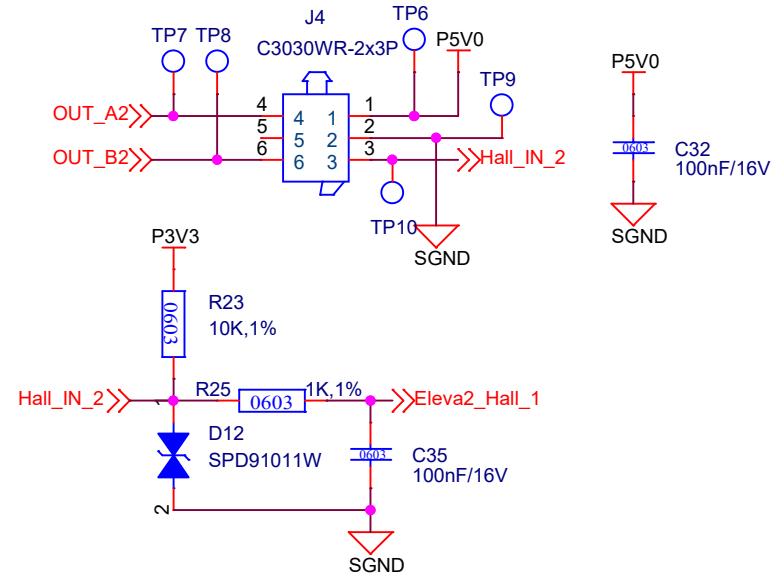 J4
C3030WR-2x3P
TP7
TP8
TP6
P5V0
TP9
P5V0
OUT_A2
4
4
1
1
5
5
2
2
OUT_B2
6
6
3
3
Hall_IN_2
TP10
SGND
0603
C32
100nF/16V
SGND
P3V3
0603
R23
10K,1%
Hall_IN_2
1
R25
0603
1K,1%
Eleva2_Hall_1
D12
SPD91011W
2
0603
C35
100nF/16V
SGND